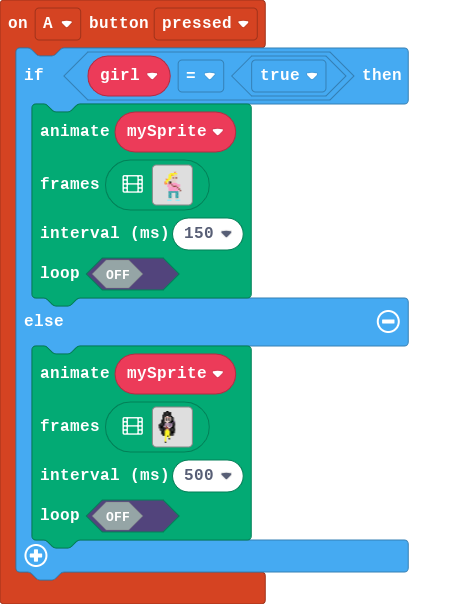 on A button pressed
if girl = true then
animate mySprite
frames
interval (ms) 150
loop OFF
else
animate mySprite
frames
interval (ms) 500
loop OFF